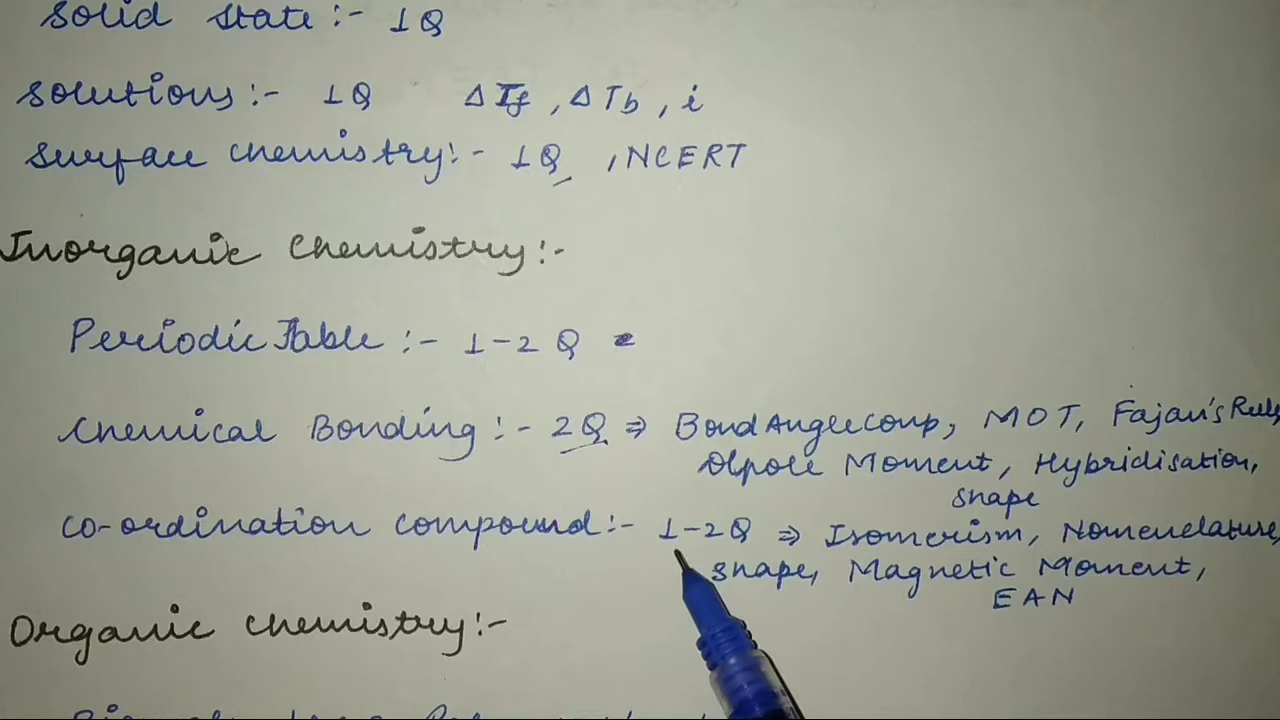 Solid State :- 1Q
Solutions :- 1Q ΔTf , ΔTb , i
Surface Chemistry :- 1Q , NCERT
Inorganic Chemistry :-
Periodic Table :- 1-2 Q
Chemical Bonding :- 2Q ⇒ Bond Angle Comp, MOT, Fajan's Rule,
Dipole Moment, Hybridisation,
shape
Co-ordination compound :- 1-2Q ⇒ Isomerism, Nomenclature,
shape, Magnetic Moment,
EAN
Organic Chemistry :-